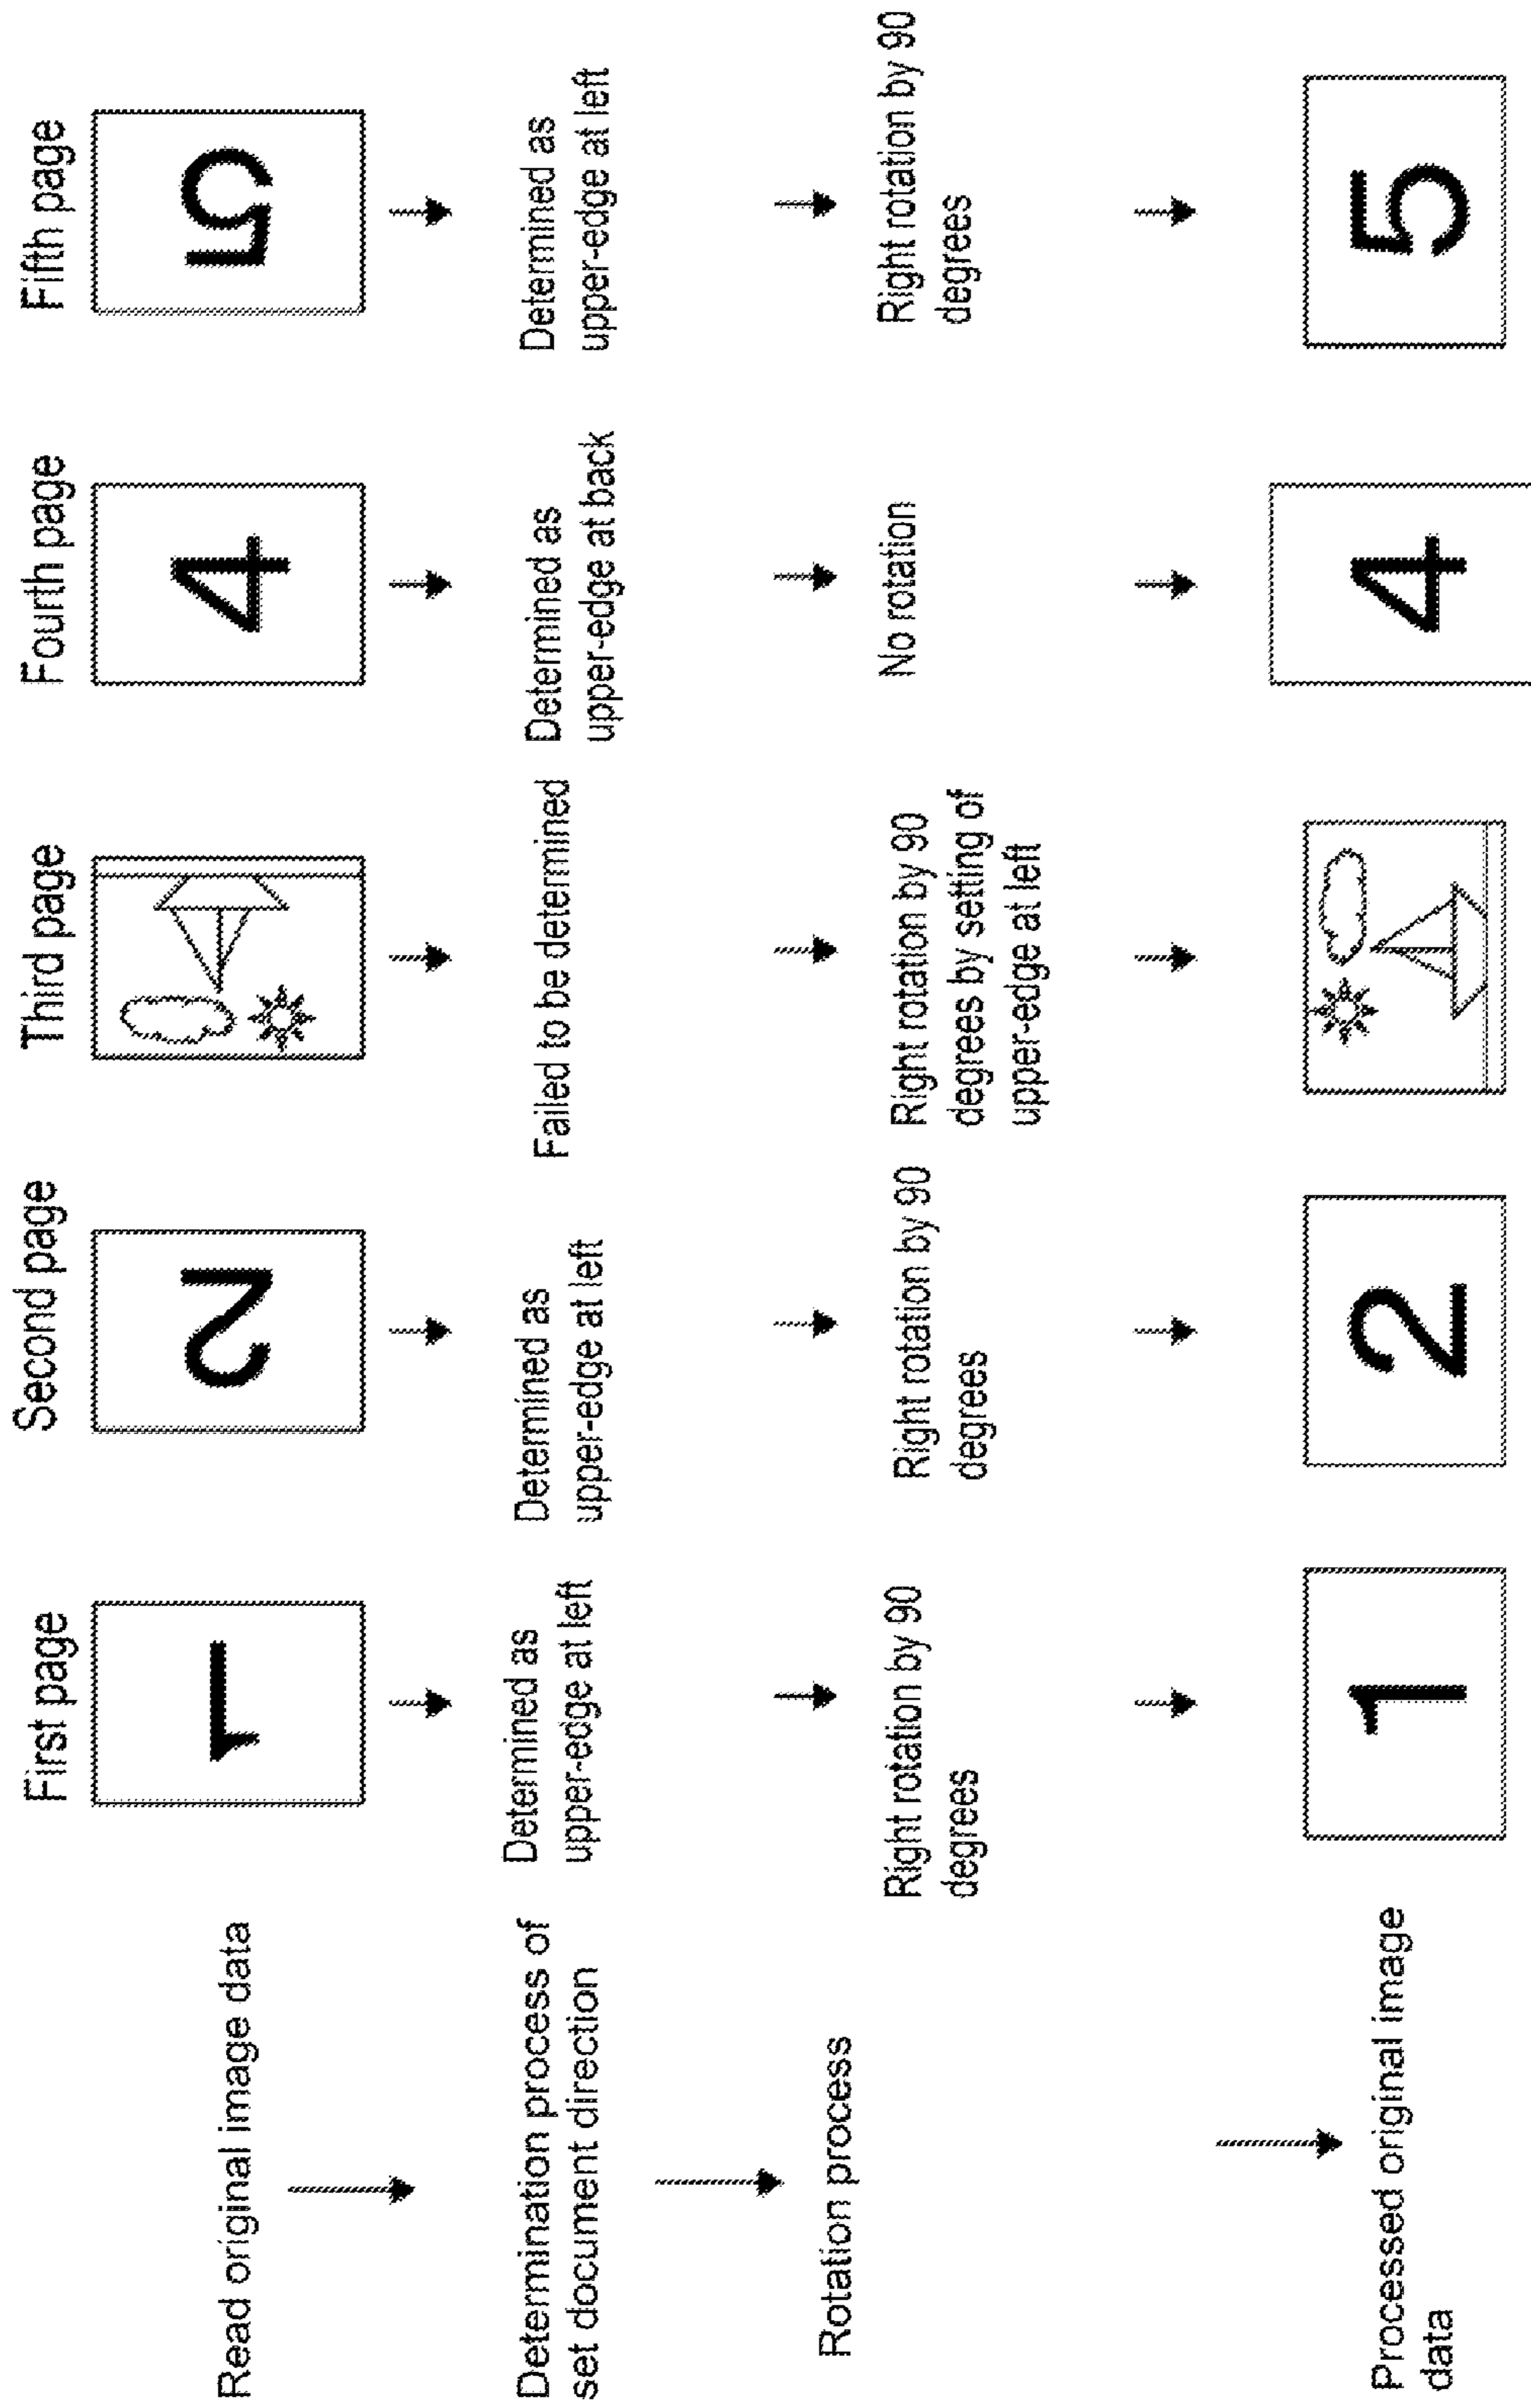 First page
Second page
Third page
Fourth page
Fifth page
Read original image data
1
2
4
5
Determination process of
set document direction
Determined as
upper-edge at left
Determined as
upper-edge at left
Failed to be determined
Determined as
upper-edge at back
Determined as
upper-edge at left
Rotation process
Right rotation by 90
degrees
Right rotation by 90
degrees
Right rotation by 90
degrees by setting of
upper-edge at left
No rotation
Right rotation by 90
degrees
Processed original image
data
1
2
4
5